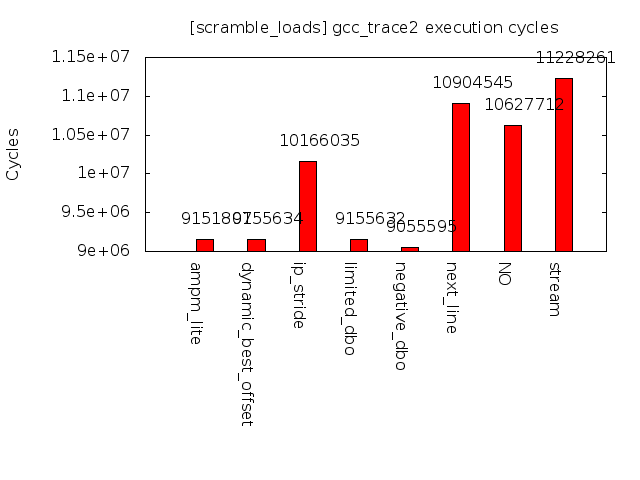 [scramble_loads] gcc_trace2 execution cycles
Cycles
1.15e+07
1.1e+07
1.05e+07
1e+07
9.5e+06
9e+06
9155634
10166035
9155632
9055595
10904545
10627712
11228261
ampm_lite
dynamic_best_offset
ip_stride
limited_dbo
negative_dbo
next_line
NO
stream